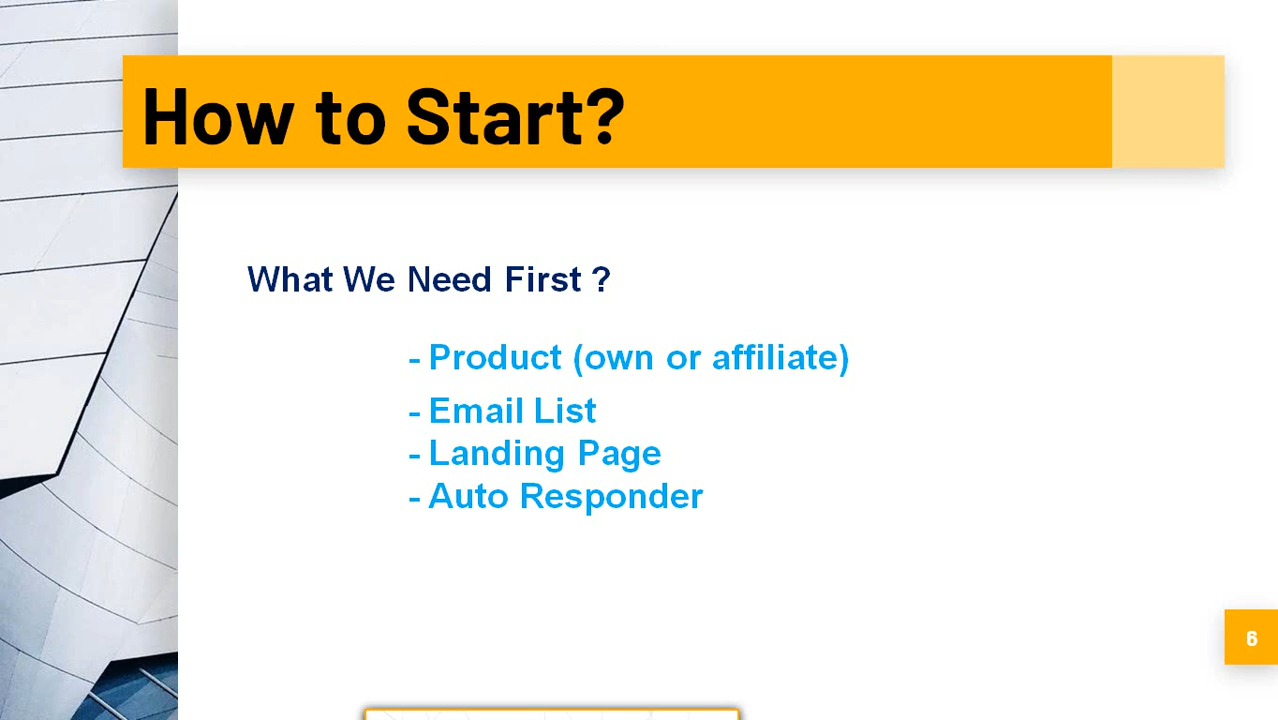 How to Start?
What We Need First ?
- Product (own or affiliate)
- Email List
- Landing Page
- Auto Responder
6